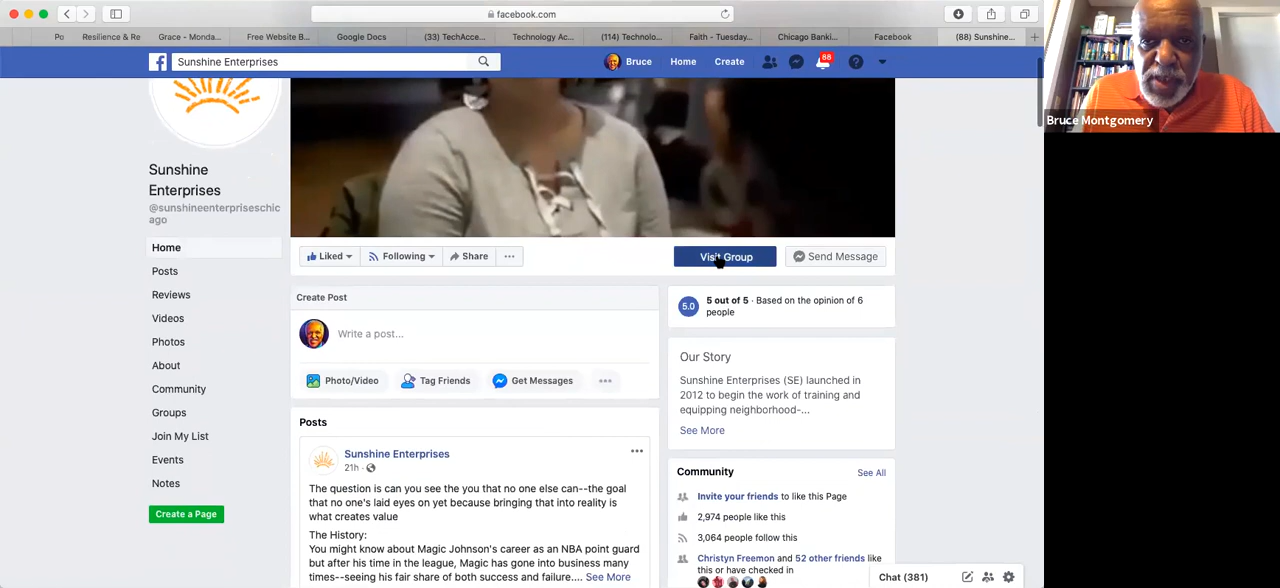 facebook.com
Po
Resilience & Re
Grace - Monda...
Free Website B...
Google Docs
(33) TechAcce...
Technology Ac...
(114) Technolo...
Faith - Tuesday...
Chicago Banki...
Facebook
(88) Sunshine...
Sunshine Enterprises
Bruce
Home
Create
88
Bruce Montgomery
Sunshine
Enterprises
@sunshineenterpriseschic
ago
Home
Posts
Reviews
Videos
Photos
About
Community
Groups
Join My List
Events
Notes
Create a Page
Liked
Following
Share
Visit Group
Send Message
Create Post
Write a post...
Photo/Video
Tag Friends
Get Messages
Posts
Sunshine Enterprises
21h ·
The question is can you see the you that no one else can--the goal
that no one's laid eyes on yet because bringing that into reality is
what creates value
The History:
You might know about Magic Johnson's career as an NBA point guard
but after his time in the league, Magic has gone into business many
times--seeing his fair share of both success and failure.... See More
5.0
5 out of 5 · Based on the opinion of 6
people
Our Story
Sunshine Enterprises (SE) launched in
2012 to begin the work of training and
equipping neighborhood-...
See More
Community
See All
Invite your friends to like this Page
2,974 people like this
3,064 people follow this
Christyn Freemon and 52 other friends like
this or have checked in
Chat (381)